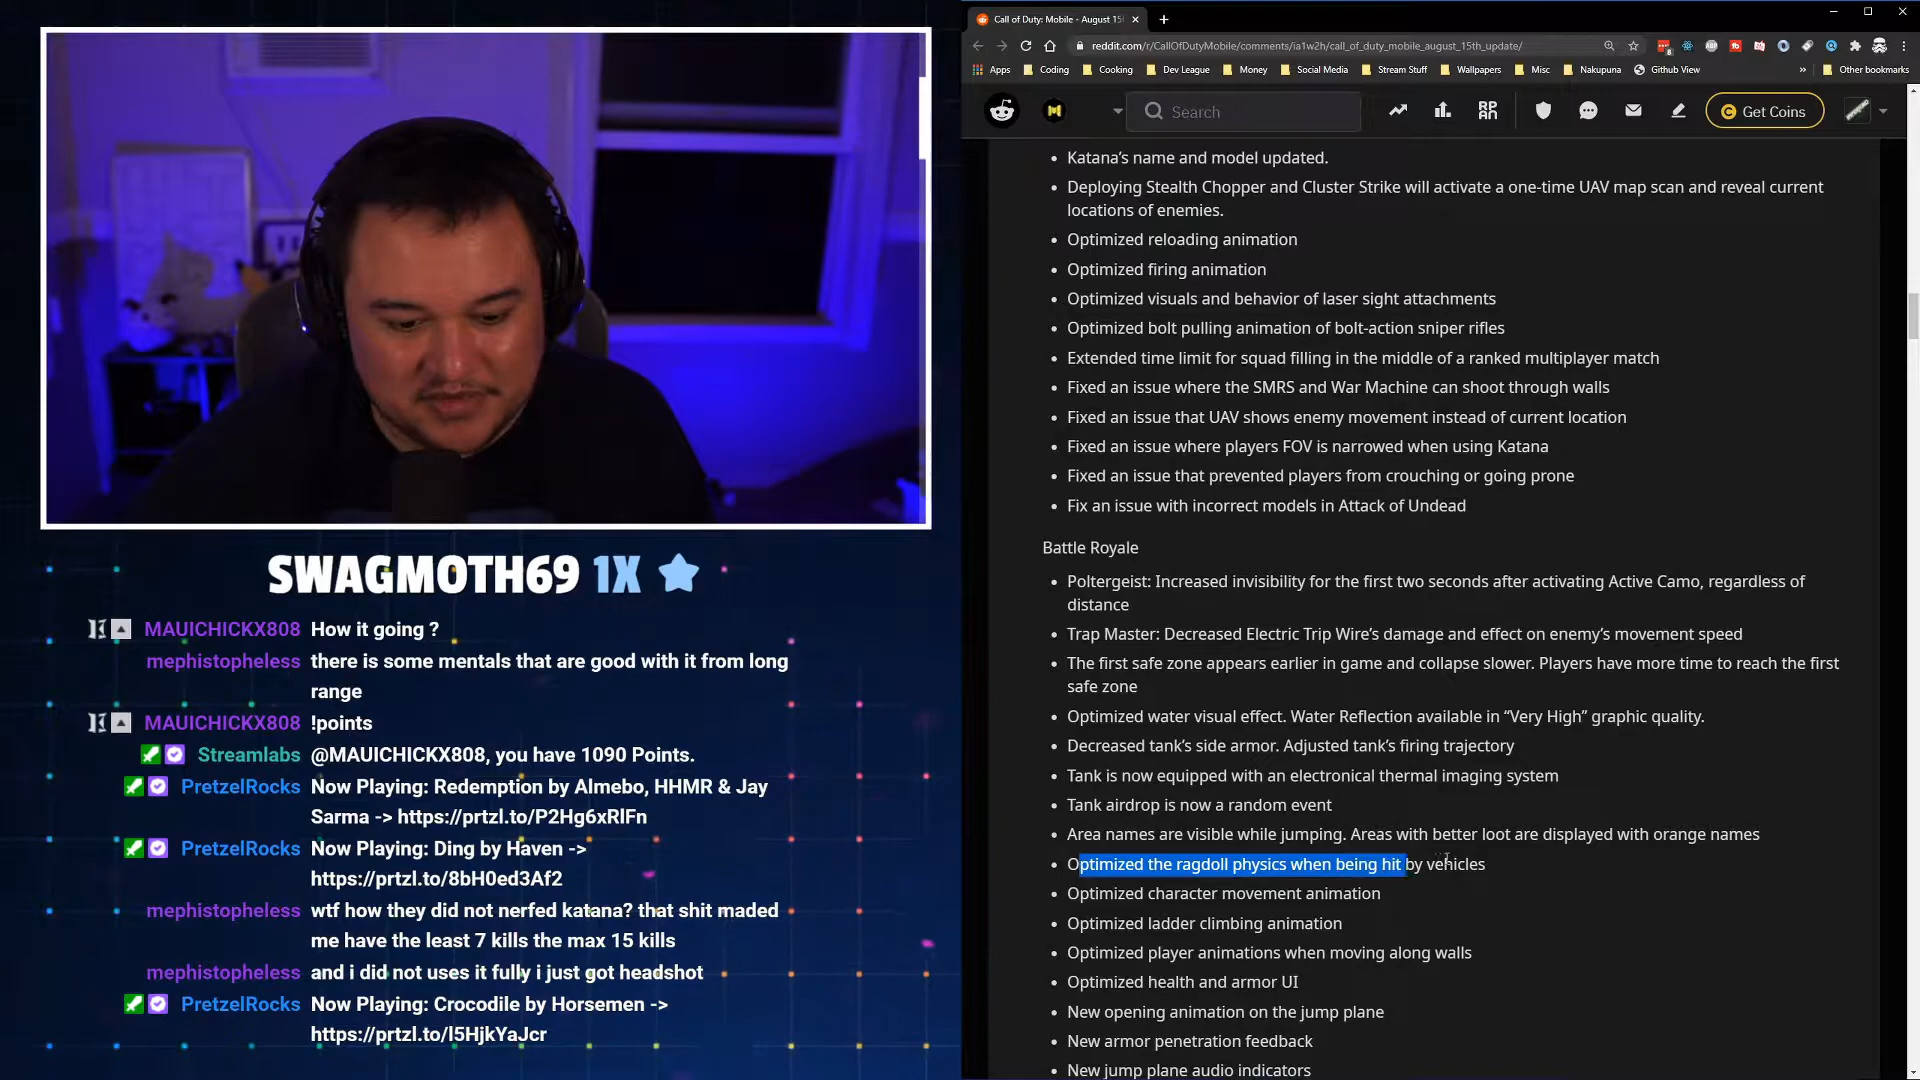 SWAGMOTH69 1X
MAUICHICKX808 How it going ?
mephistopheless there is some mentals that are good with it from long
range
MAUICHICKX808 !points
Streamlabs @MAUICHICKX808, you have 1090 Points.
PretzelRocks Now Playing: Redemption by Almebo, HHMR & Jay
Sarma -> https://prtzl.to/P2Hg6xRlFn
PretzelRocks Now Playing: Ding by Haven ->
https://prtzl.to/8bH0ed3Af2
mephistopheless wtf how they did not nerfed katana? that shit maded
me have the least 7 kills the max 15 kills
mephistopheless and i did not uses it fully i just got headshot
PretzelRocks Now Playing: Crocodile by Horsemen ->
https://prtzl.to/l5HjkYaJcr
Call of Duty: Mobile - August 15
reddit.com/r/CallOfDutyMobile/comments/ia1w2h/call_of_duty_mobile_august_15th_update/
Apps Coding Cooking Dev League Money Social Media Stream Stuff Wallpapers Misc Nakupuna Github View » Other bookmarks
Search
RPAN
Get Coins
• Katana’s name and model updated.
• Deploying Stealth Chopper and Cluster Strike will activate a one-time UAV map scan and reveal current
locations of enemies.
• Optimized reloading animation
• Optimized firing animation
• Optimized visuals and behavior of laser sight attachments
• Optimized bolt pulling animation of bolt-action sniper rifles
• Extended time limit for squad filling in the middle of a ranked multiplayer match
• Fixed an issue where the SMRS and War Machine can shoot through walls
• Fixed an issue that UAV shows enemy movement instead of current location
• Fixed an issue where players FOV is narrowed when using Katana
• Fixed an issue that prevented players from crouching or going prone
• Fix an issue with incorrect models in Attack of Undead
Battle Royale
• Poltergeist: Increased invisibility for the first two seconds after activating Active Camo, regardless of
distance
• Trap Master: Decreased Electric Trip Wire’s damage and effect on enemy’s movement speed
• The first safe zone appears earlier in game and collapse slower. Players have more time to reach the first
safe zone
• Optimized water visual effect. Water Reflection available in “Very High” graphic quality.
• Decreased tank’s side armor. Adjusted tank’s firing trajectory
• Tank is now equipped with an electronical thermal imaging system
• Tank airdrop is now a random event
• Area names are visible while jumping. Areas with better loot are displayed with orange names
• Optimized the ragdoll physics when being hit by vehicles
• Optimized character movement animation
• Optimized ladder climbing animation
• Optimized player animations when moving along walls
• Optimized health and armor UI
• New opening animation on the jump plane
• New armor penetration feedback
• New jump plane audio indicators